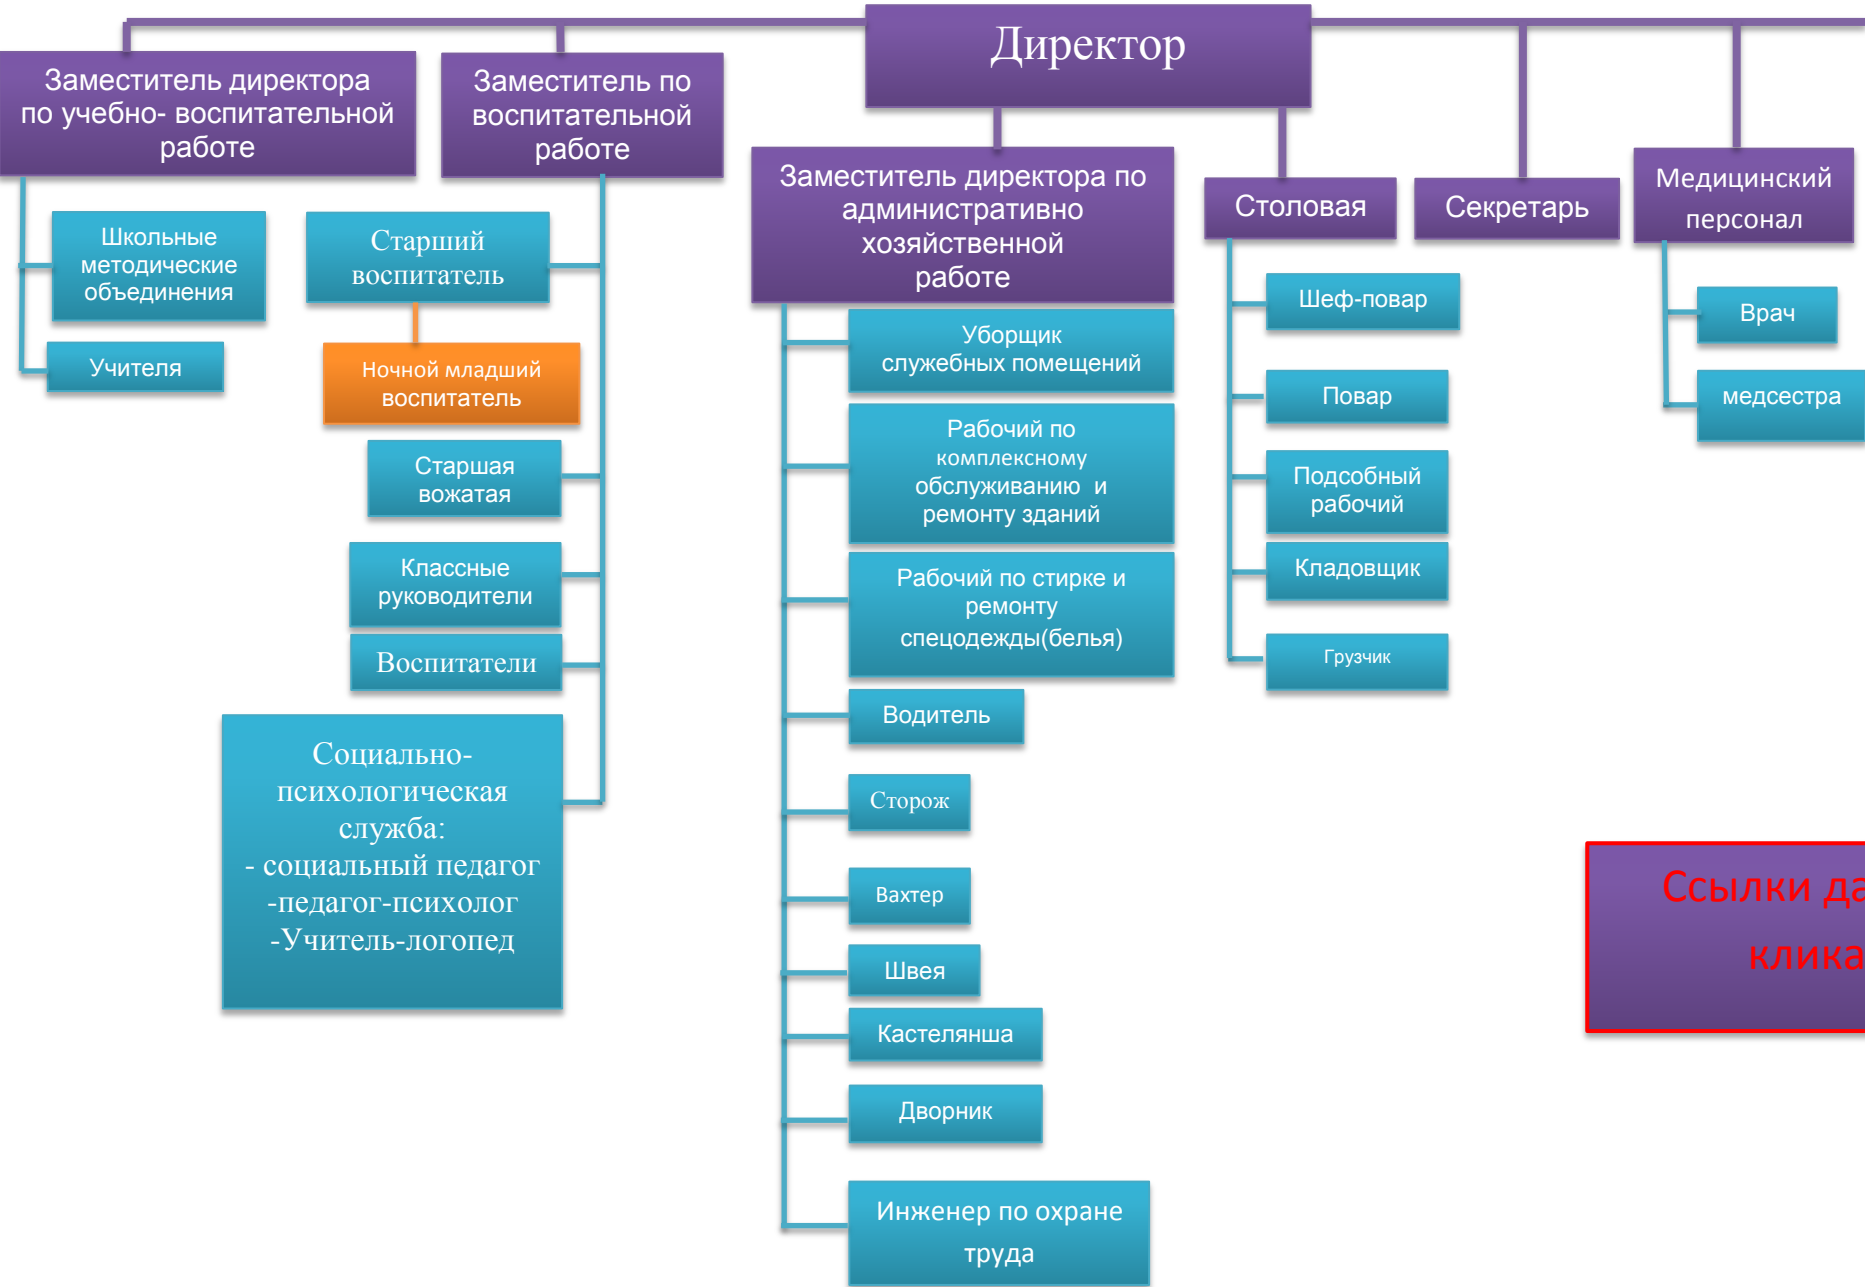 Директор
Заместитель директора
по учебно- воспитательной
работе
Заместитель по
воспитательной
работе
Заместитель директора по
административно
хозяйственной
работе
Столовая
Секретарь
Медицинский
персонал
Школьные
методические
объединения
Учителя
Старший
воспитатель
Ночной младший
воспитатель
Старшая
вожатая
Классные
руководители
Воспитатели
Социально-
психологическая
служба:
- социальный педагог
-педагог-психолог
-Учитель-логопед
Уборщик
служебных помещений
Рабочий по
комплексному
обслуживанию и
ремонту зданий
Рабочий по стирке и
ремонту
спецодежды(белья)
Водитель
Сторож
Вахтер
Швея
Кастелянша
Дворник
Инженер по охране
труда
Шеф-повар
Повар
Подсобный
рабочий
Кладовщик
Грузчик
Врач
медсестра
Ссылки